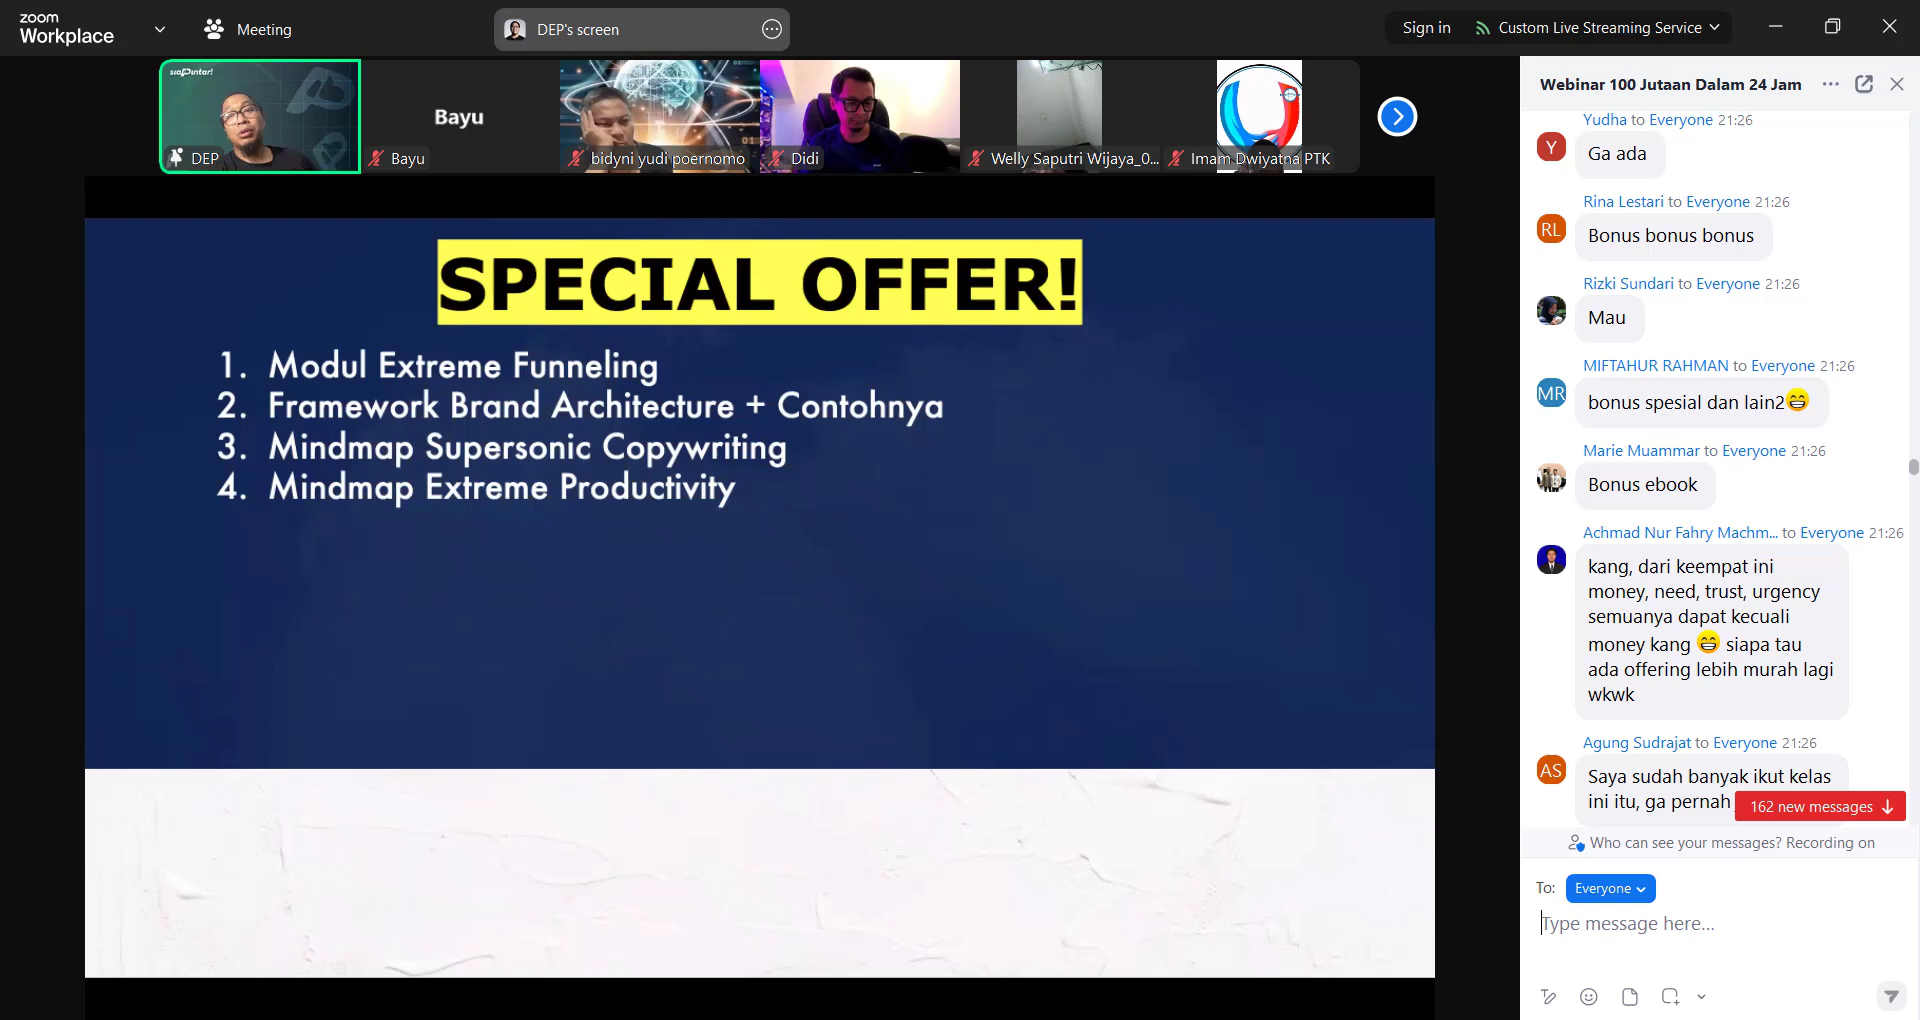 zoom
Workplace
Meeting
DEP's screen
Sign in
Custom Live Streaming Service
siapintar!
DEP
Bayu
Bayu
bidyni yudi poernomo
Didi
Welly Saputri Wijaya_0...
Imam Dwiyatna PTK
SPECIAL OFFER!
1. Modul Extreme Funneling
2. Framework Brand Architecture + Contohnya
3. Mindmap Supersonic Copywriting
4. Mindmap Extreme Productivity
Webinar 100 Jutaan Dalam 24 Jam
Yudha to Everyone 21:26
Y
Ga ada
Rina Lestari to Everyone 21:26
RL
Bonus bonus bonus
Rizki Sundari to Everyone 21:26
Mau
MIFTAHUR RAHMAN to Everyone 21:26
MR
bonus spesial dan lain2😁
Marie Muammar to Everyone 21:26
Bonus ebook
Achmad Nur Fahry Machm... to Everyone 21:26
kang, dari keempat ini
money, need, trust, urgency
semuanya dapat kecuali
money kang 😁 siapa tau
ada offering lebih murah lagi
wkwk
Agung Sudrajat to Everyone 21:26
AS
Saya sudah banyak ikut kelas
ini itu, ga pernah
162 new messages
Who can see your messages? Recording on
To: Everyone
Type message here...